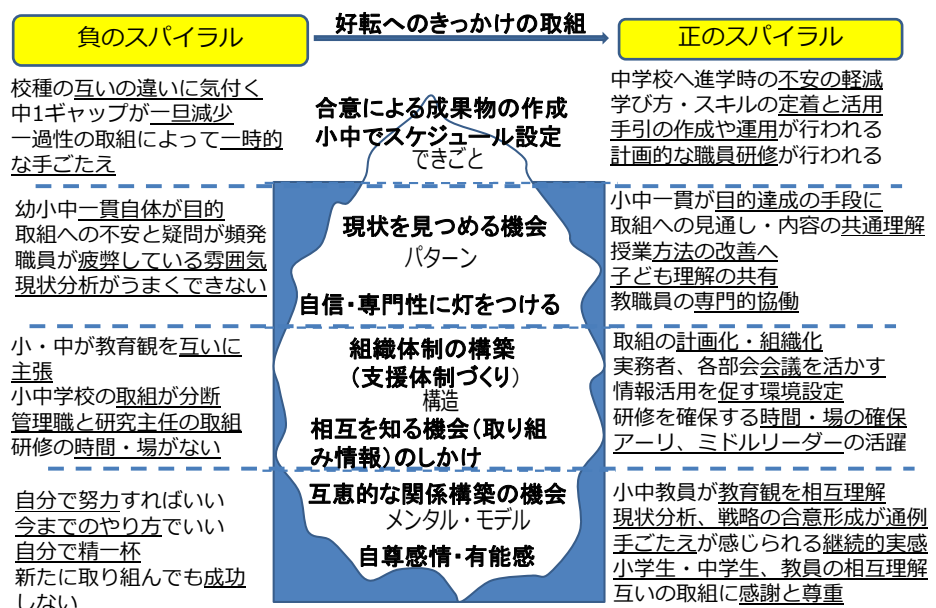 負のスパイラル
好転へのきっかけの取組
正のスパイラル
校種の互いの違いに気付く
中1ギャップが一旦減少
一過性の取組によって一時的
な手ごたえ
合意による成果物の作成
小中でスケジュール設定
できごと
中学校へ進学時の不安の軽減
学び方・スキルの定着と活用
手引の作成や運用が行われる
計画的な職員研修が行われる
幼小中一貫自体が目的
取組への不安と疑問が頻発
職員が疲弊している雰囲気
現状分析がうまくできない
現状を見つめる機会
パターン
自信・専門性に灯をつける
小中一貫が目的達成の手段に
取組への見通し・内容の共通理解
授業方法の改善へ
子ども理解の共有
教職員の専門的協働
小・中が教育観を互いに
主張
小中学校の取組が分断
管理職と研究主任の取組
研修の時間・場がない
組織体制の構築
（支援体制づくり）
構造
相互を知る機会（取り組
み情報）のしかけ
取組の計画化・組織化
実務者、各部会会議を活かす
情報活用を促す環境設定
研修を確保する時間・場の確保
アーリ、ミドルリーダーの活躍
自分で努力すればいい
今までのやり方でいい
自分で精一杯
新たに取り組んでも成功
しない
互恵的な関係構築の機会
メンタル・モデル
自尊感情・有能感
小中教員が教育観を相互理解
現状分析、戦略の合意形成が通例
手ごたえが感じられる継続的実感
小学生・中学生、教員の相互理解
互いの取組に感謝と尊重